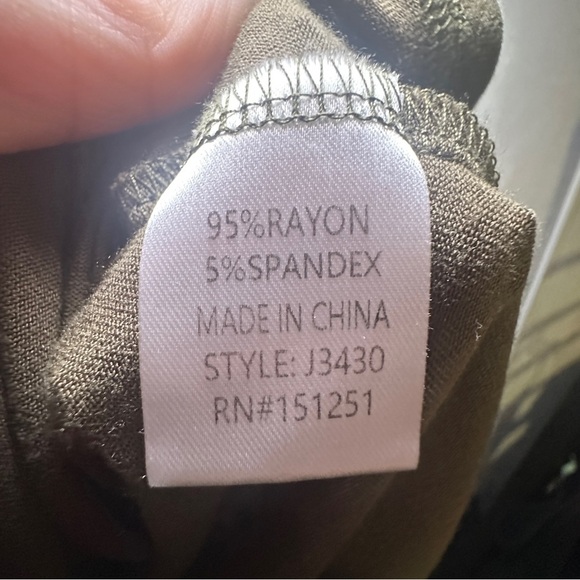 95%RAYON
5%SPANDEX
MADE IN CHINA
STYLE: J3430
RN#151251